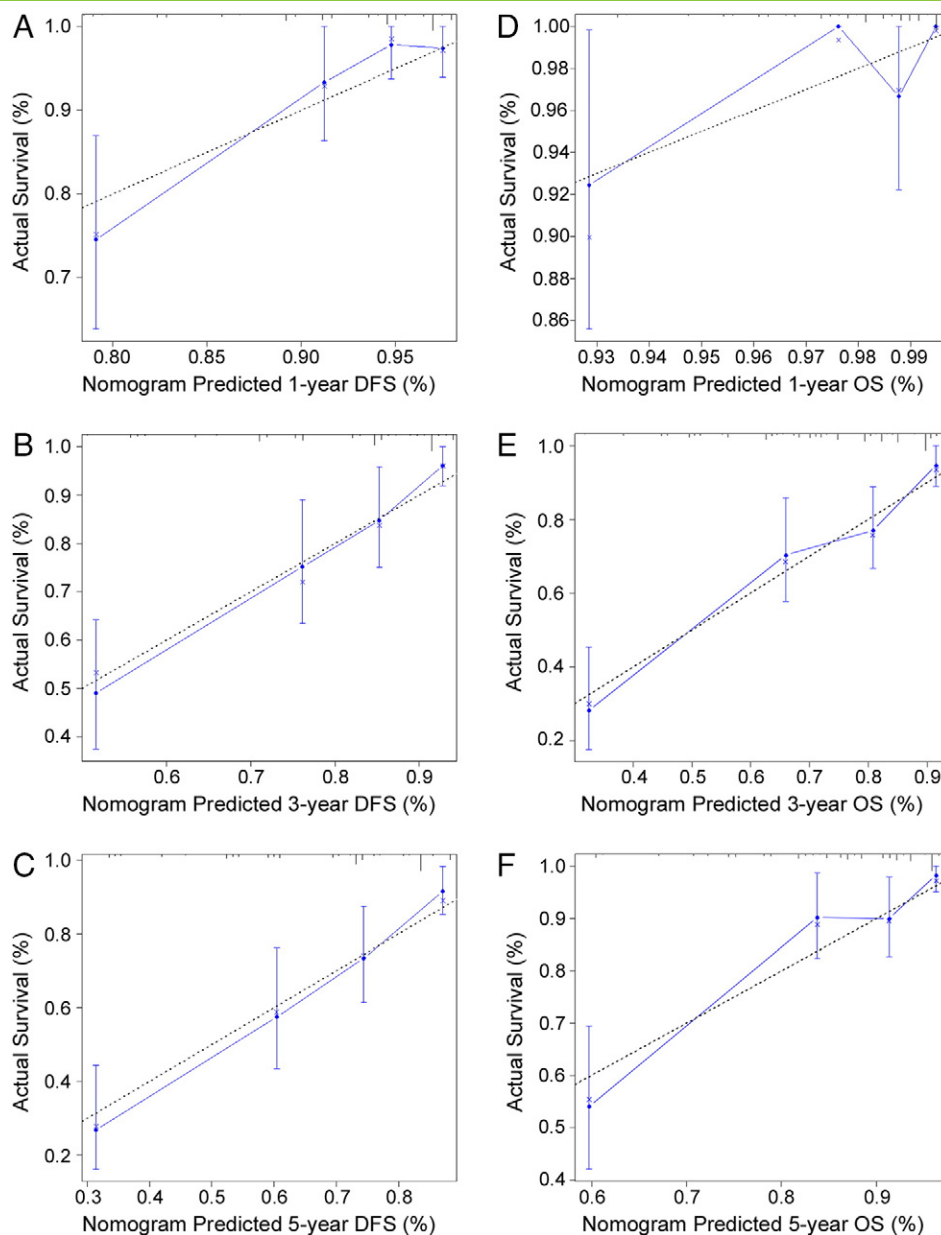 A
Actual Survival (%)
1.0
0.9
0.8
0.7
0.80 0.85 0.90 0.95
Nomogram Predicted 1-year DFS (%)
D
Actual Survival (%)
1.00
0.98
0.96
0.94
0.92
0.90
0.88
0.86
0.93 0.94 0.95 0.96 0.97 0.98 0.99
Nomogram Predicted 1-year OS (%)
B
Actual Survival (%)
1.0
0.9
0.8
0.7
0.6
0.5
0.4
0.6 0.7 0.8 0.9
Nomogram Predicted 3-year DFS (%)
E
Actual Survival (%)
1.0
0.8
0.6
0.4
0.2
0.4 0.5 0.6 0.7 0.8 0.9
Nomogram Predicted 3-year OS (%)
C
Actual Survival (%)
1.0
0.8
0.6
0.4
0.2
0.3 0.4 0.5 0.6 0.7 0.8
Nomogram Predicted 5-year DFS (%)
F
Actual Survival (%)
1.0
0.9
0.8
0.7
0.6
0.5
0.4
0.6 0.7 0.8 0.9
Nomogram Predicted 5-year OS (%)